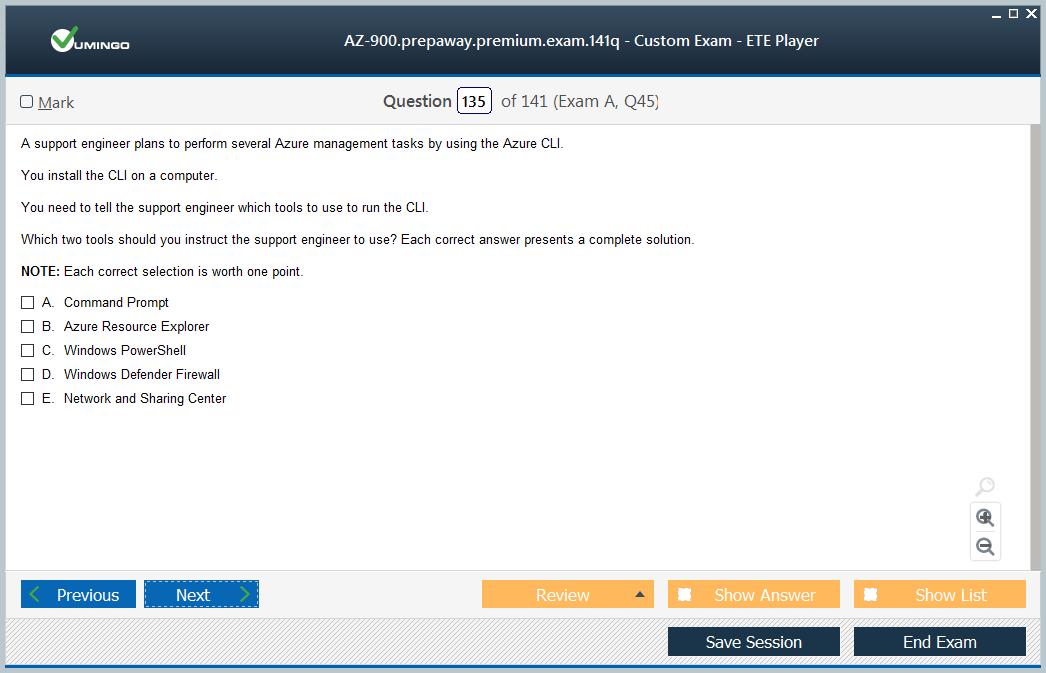 VUMINGO
AZ-900.prepaway.premium.exam.141q - Custom Exam - ETE Player
Mark
Question 135 of 141 (Exam A, Q45)
A support engineer plans to perform several Azure management tasks by using the Azure CLI.
You install the CLI on a computer.
You need to tell the support engineer which tools to use to run the CLI.
Which two tools should you instruct the support engineer to use? Each correct answer presents a complete solution.
NOTE: Each correct selection is worth one point.
A. Command Prompt
B. Azure Resource Explorer
C. Windows PowerShell
D. Windows Defender Firewall
E. Network and Sharing Center
Previous Next Review Show Answer Show List
Save Session End Exam